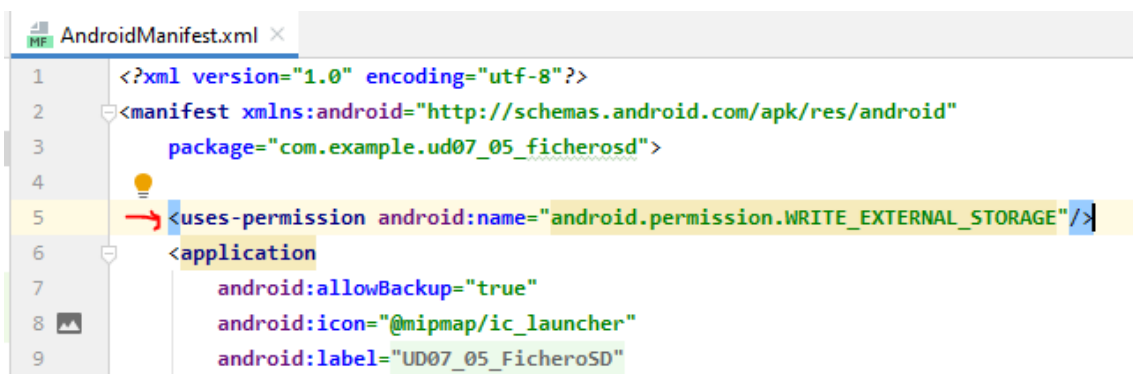 MF AndroidManifest.xml ×
1 <?xml version="1.0" encoding="utf-8"?>
2 <manifest xmlns:android="http://schemas.android.com/apk/res/android"
3 package="com.example.ud07_05_ficherosd">
4
5 <uses-permission android:name="android.permission.WRITE_EXTERNAL_STORAGE"/>
6 <application
7 android:allowBackup="true"
8 android:icon="@mipmap/ic_launcher"
9 android:label="UD07_05_FicheroSD"